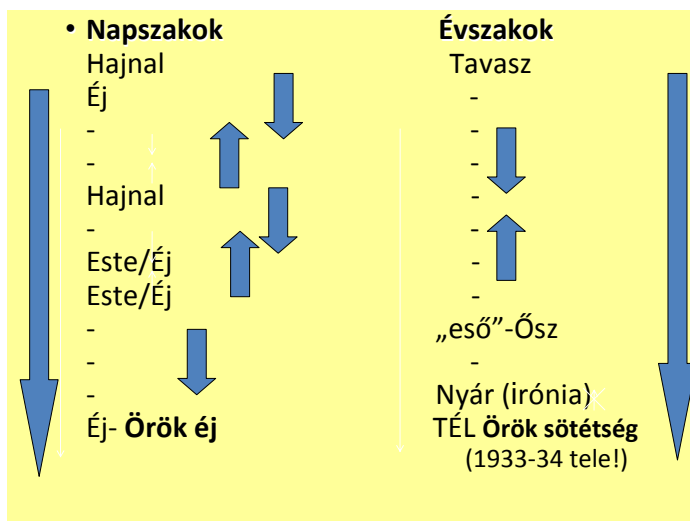 • Napszakok
Hajnal
Éj
-
-
Hajnal
-
Este/Éj
Este/Éj
-
-
-
Éj- Örök éj
Évszakok
Tavasz
-
-
-
-
-
-
-
„eső”-Ősz
-
Nyár (irónia)
TÉL Örök sötétség
(1933-34 tele!)